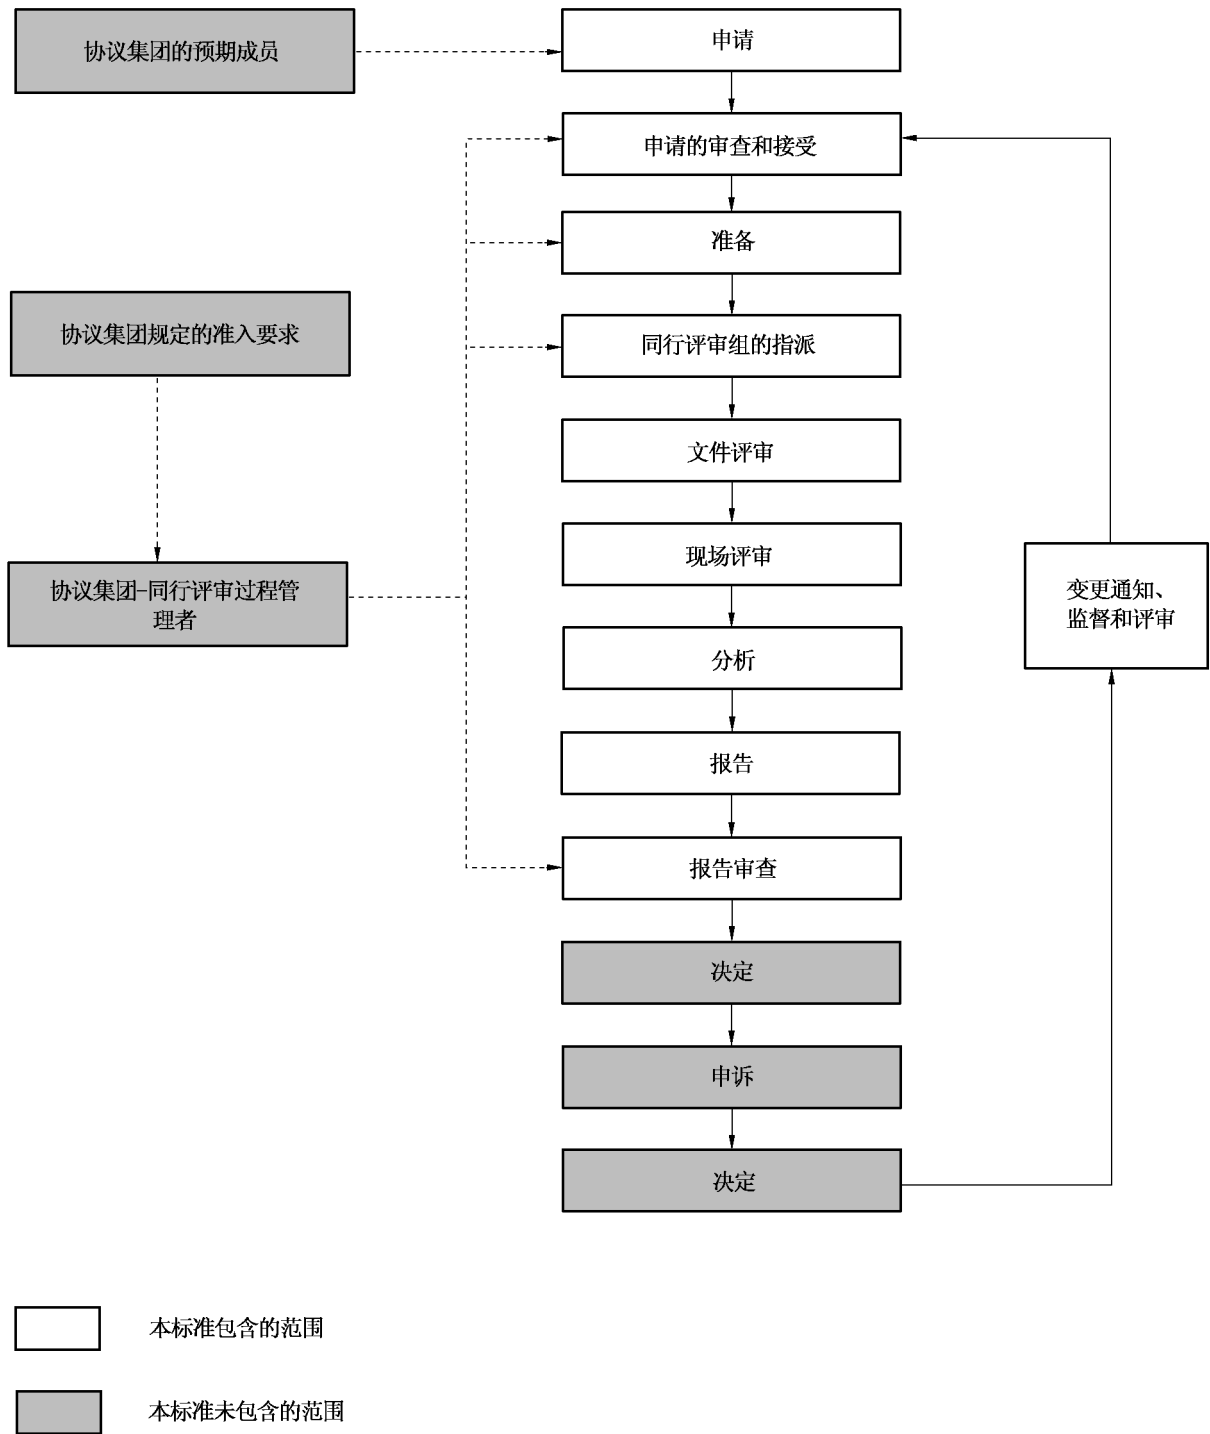 协议集团的预期成员
申请
申请的审查和接受
准备
协议集团规定的准入要求
同行评审组的指派
文件评审
现场评审
协议集团-同行评审过程管
理者
变更通知、
监督和评审
分析
报告
报告审查
决定
申诉
决定
本标准包含的范围
本标准未包含的范围